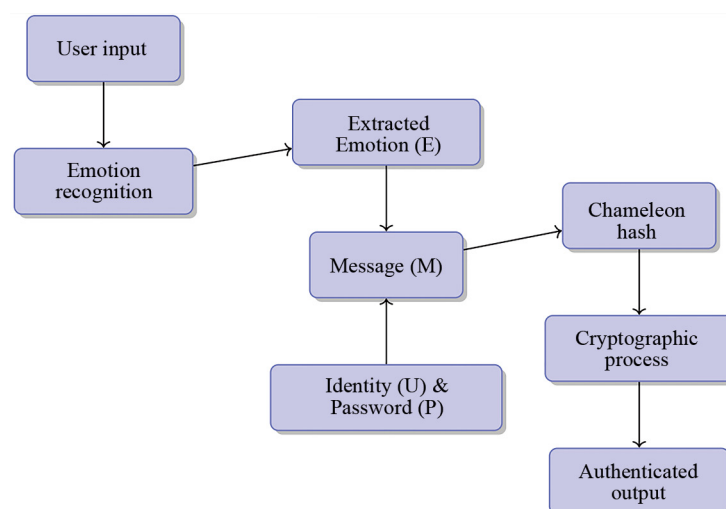 User input
Emotion
recognition
Extracted
Emotion (E)
Message (M)
Identity (U) &
Password (P)
Chameleon
hash
Cryptographic
process
Authenticated
output